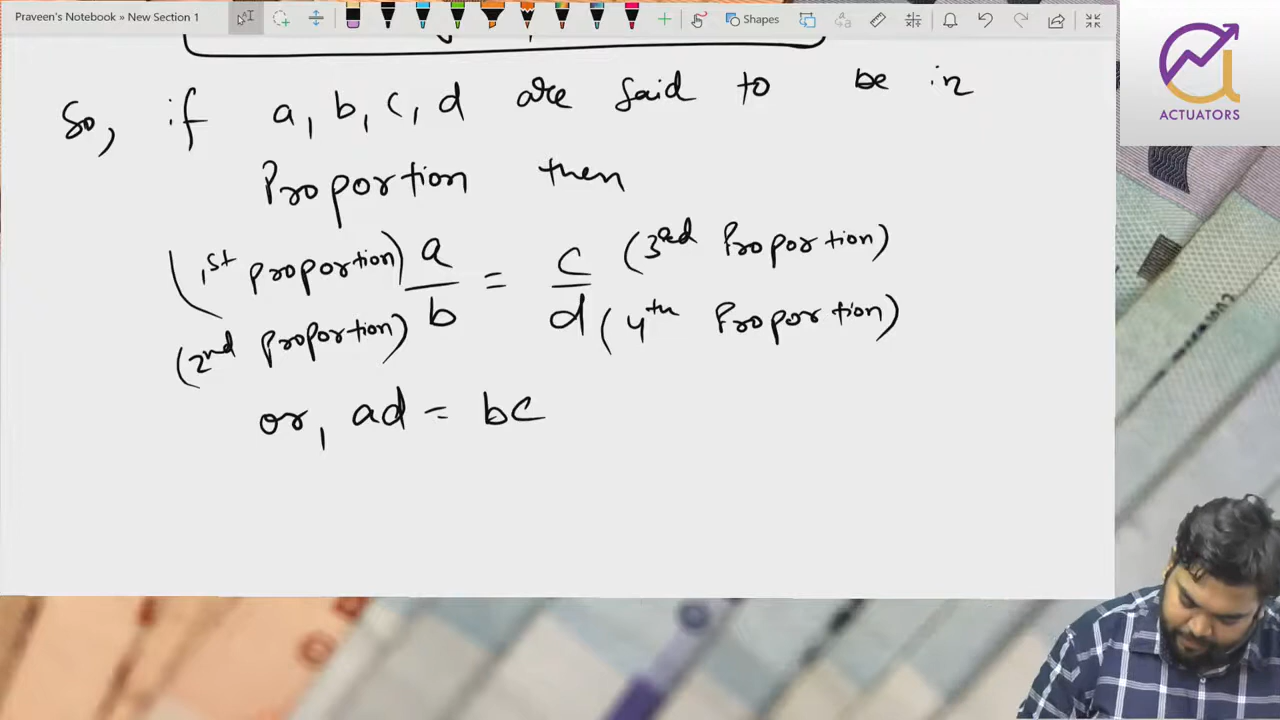 Praveen's Notebook » New Section 1
Shapes
ACTUATORS
So, if a, b, c, d are said to be in
Proportion then
(1st proportion) a/b = c/d (3rd Proportion)
(2nd proportion) (4th Proportion)
or, ad = bc